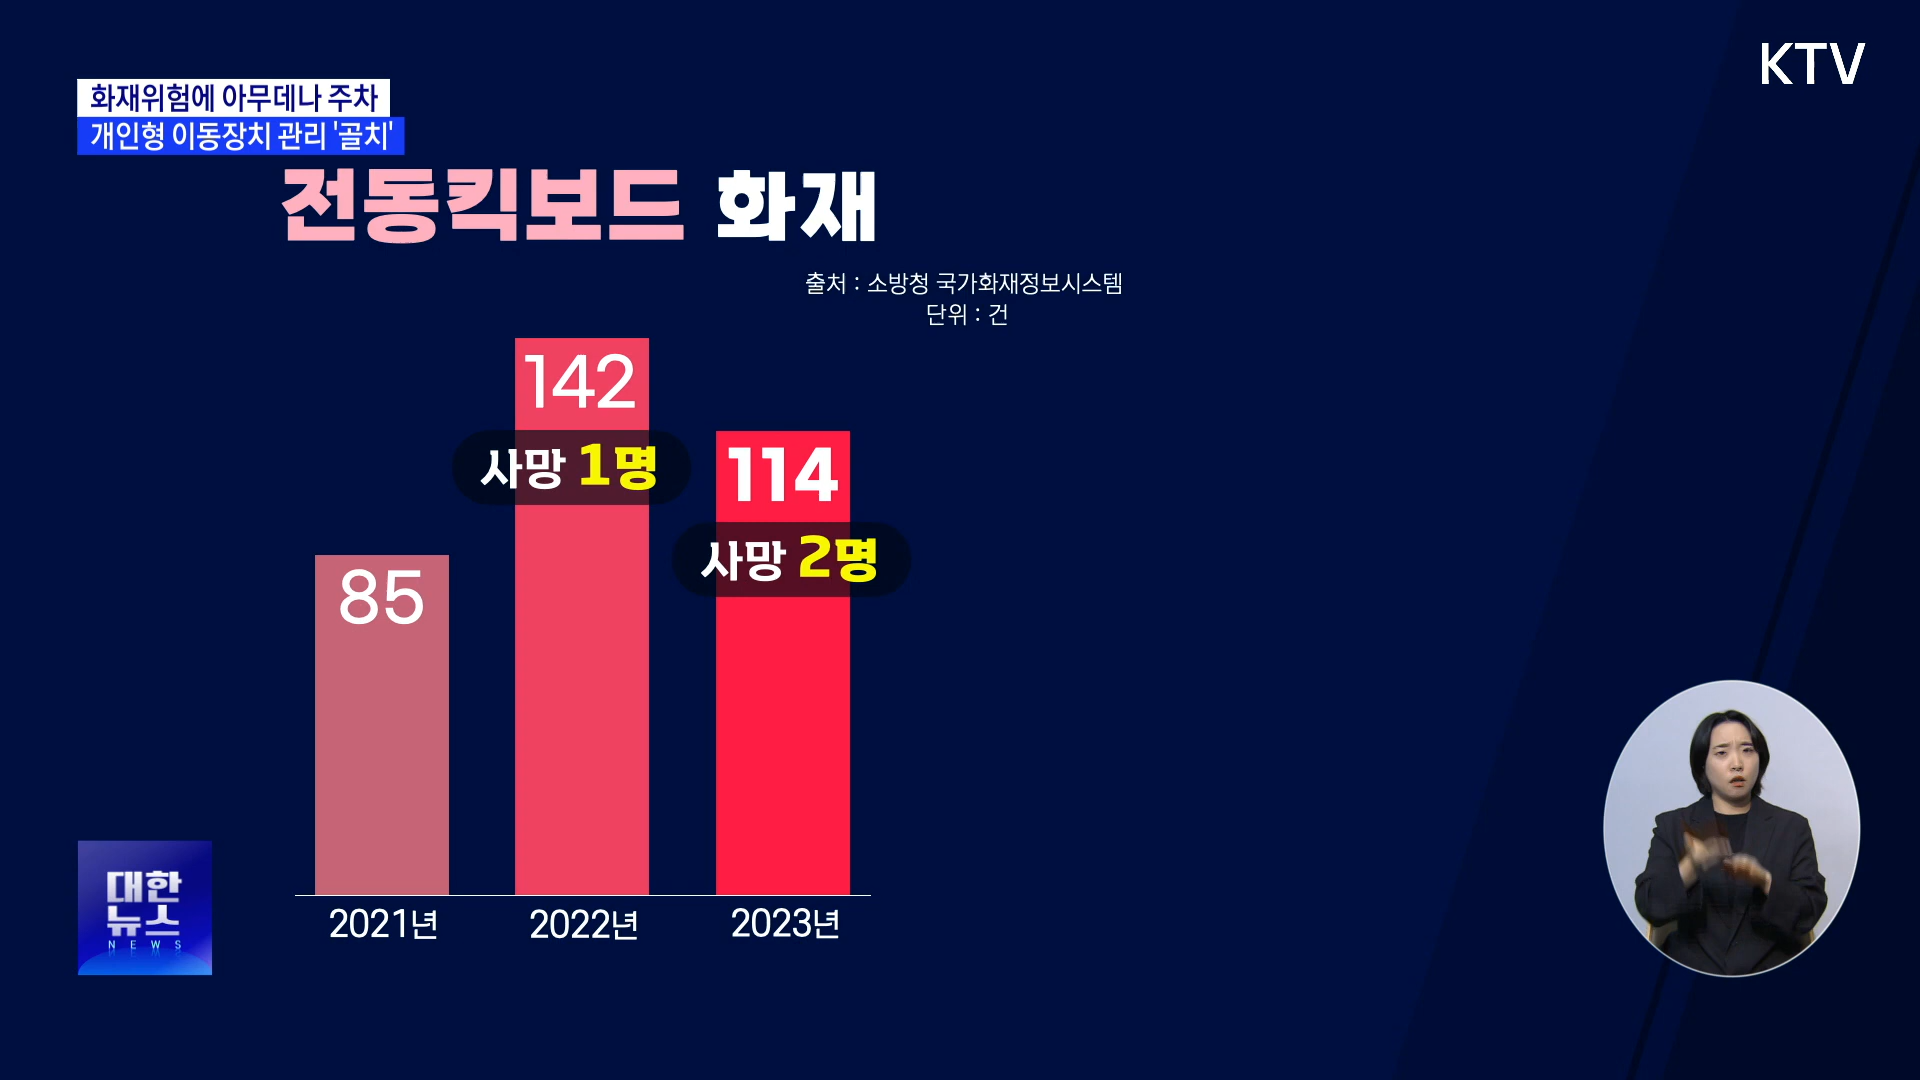 KTV
화재위험에 아무데나 주차
개인형 이동장치 관리 '골치'
전동킥보드 화재
출처 : 소방청 국가화재정보시스템
단위 : 건
142
사망 1명
114
사망 2명
85
2021년
2022년
2023년
대한
뉴스
NEWS